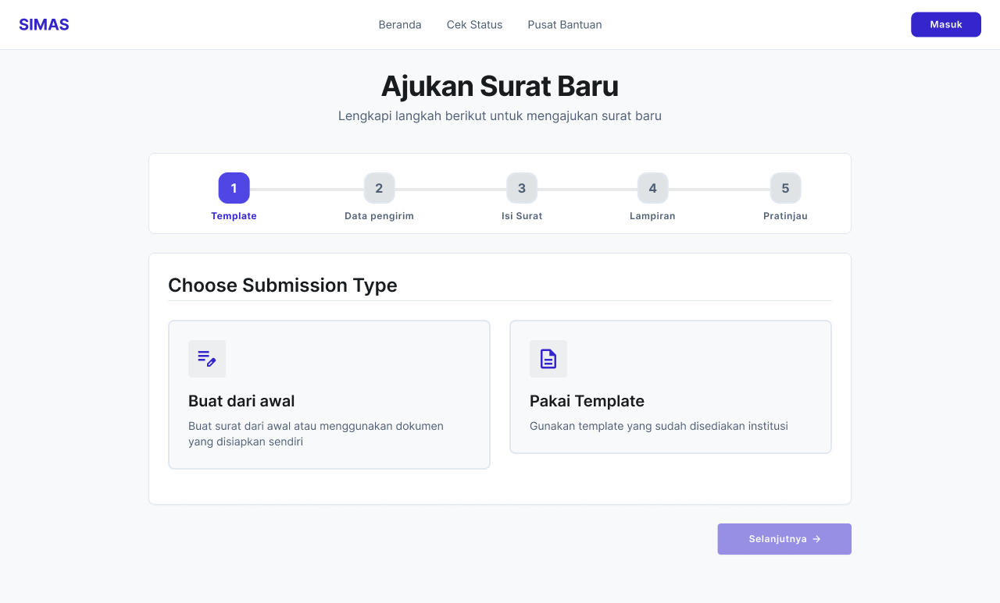 SIMAS
Beranda
Cek Status
Pusat Bantuan
Masuk
Ajukan Surat Baru
Lengkapi langkah berikut untuk mengajukan surat baru
1
2
3
4
5
Template
Data pengirim
Isi Surat
Lampiran
Pratinjau
Choose Submission Type
Buat dari awal
Buat surat dari awal atau menggunakan dokumen
yang disiapkan sendiri
Pakai Template
Gunakan template yang sudah disediakan institusi
Selanjutnya →